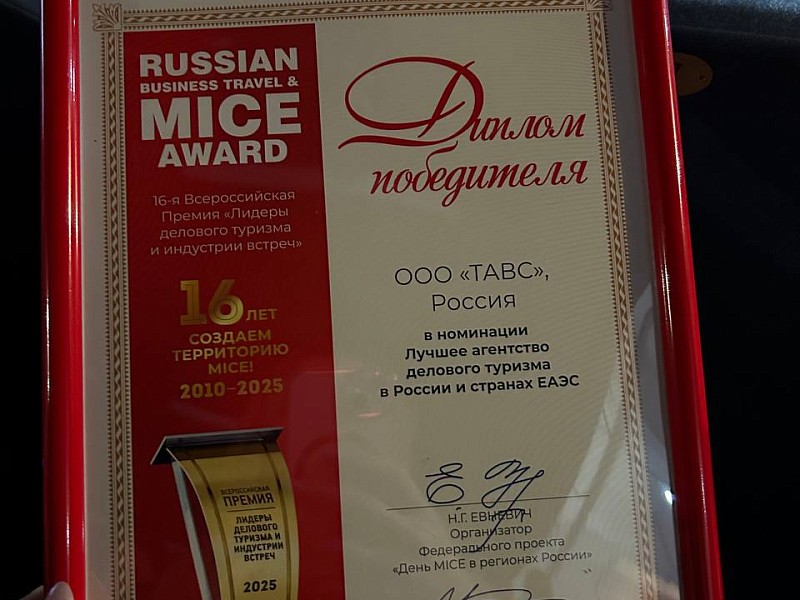 RUSSIAN
BUSINESS TRAVEL &
MICE
AWARD
16-я Всероссийская
Премия «Лидеры
делового туризма
и индустрии встреч»
16 ЛЕТ
СОЗДАЕМ
ТЕРРИТОРИЮ
MICE!
2010–2025
ВСЕРОССИЙСКАЯ
ПРЕМИЯ
ЛИДЕРЫ
ДЕЛОВОГО
ТУРИЗМА И
ИНДУСТРИИ
ВСТРЕЧ
2025
Диплом
победителя
ООО «ТАВС»,
Россия
в номинации
Лучшее агентство
делового туризма
в России и странах ЕАЭС
Н.Г. ЕВНЕВИЧ
Организатор
Федерального проекта
«День MICE в регионах России»